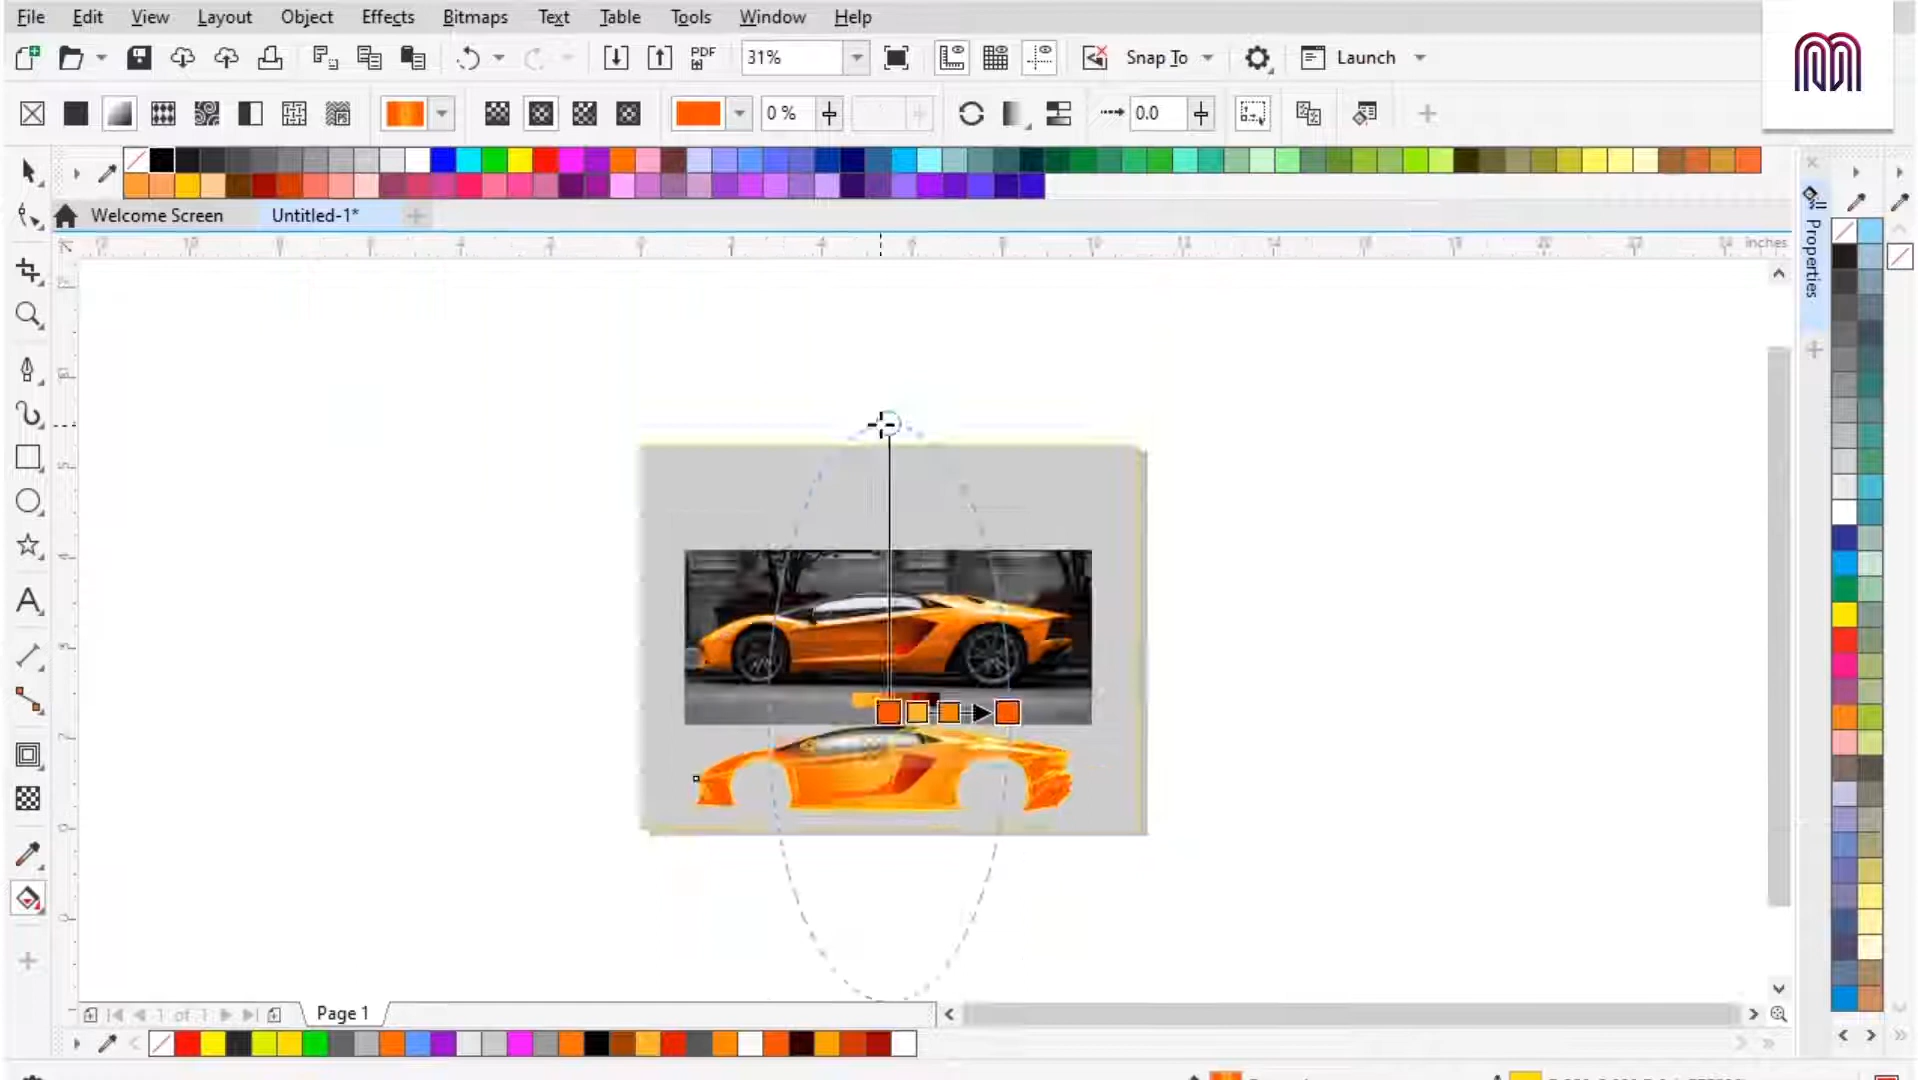 File Edit View Layout Object Effects Bitmaps Text Table Tools Window Help
PDF 31% Snap To Launch
PS 0 % 0.0
Welcome Screen Untitled-1*
inches
Properties
1 of 1 Page 1